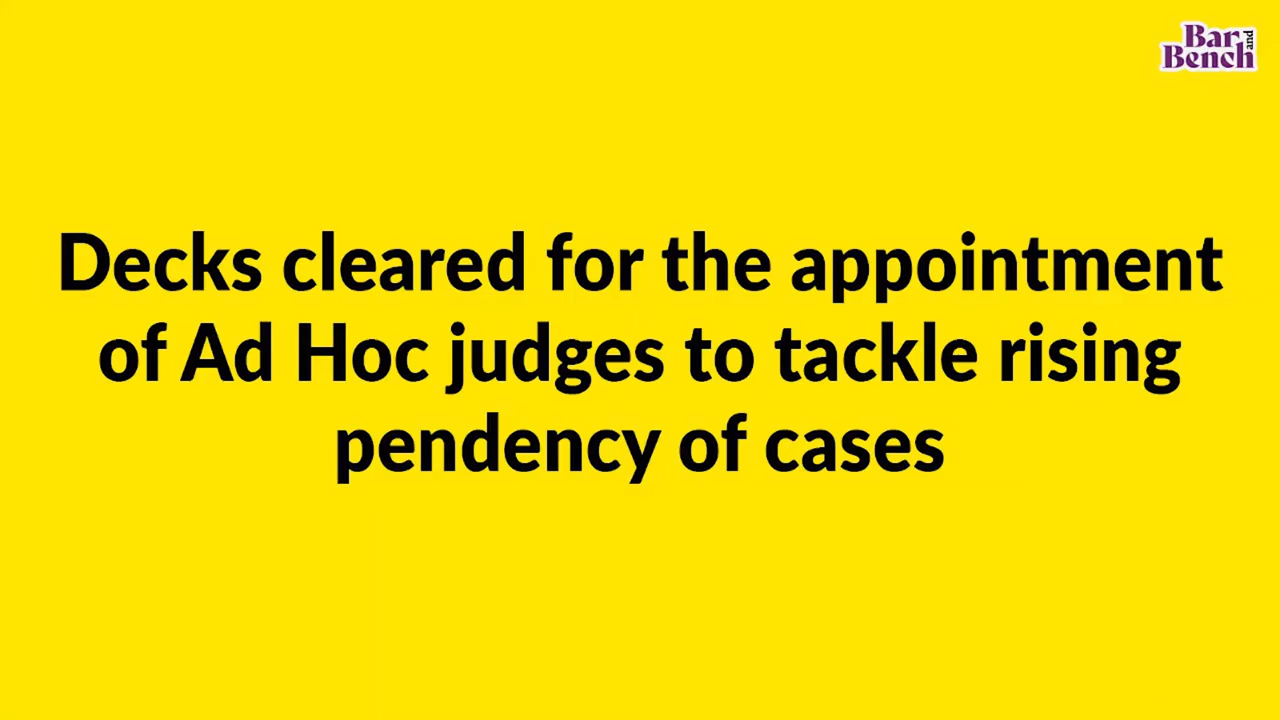 Bar and
Bench
Decks cleared for the appointment
of Ad Hoc judges to tackle rising
pendency of cases